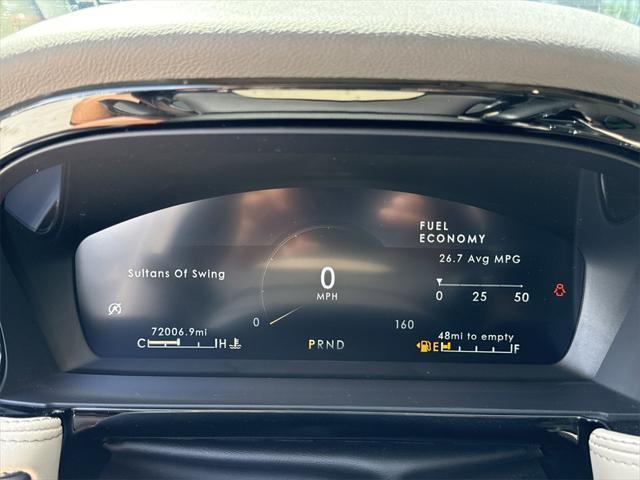 FUEL
ECONOMY
26.7 Avg MPG
0 25 50
Sultans Of Swing
0
MPH
0 160
72006.9mi
C H
PRND
48mi to empty
E F